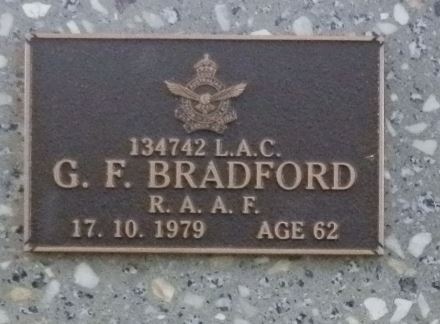 134742 L.A.C.
G. F. BRADFORD
R. A. A. F.
17. 10. 1979 AGE 62